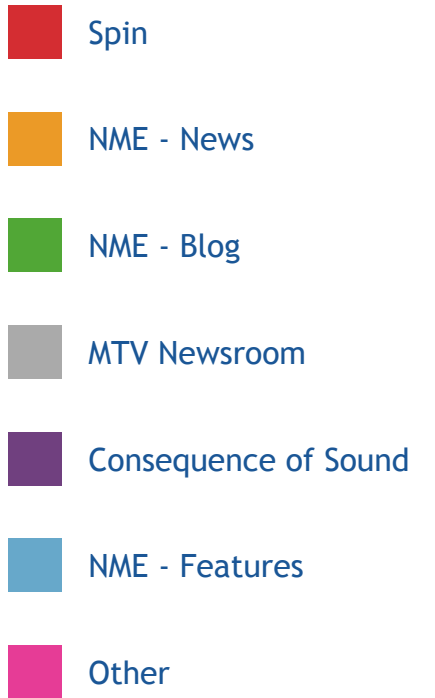 Spin
NME - News
NME - Blog
MTV Newsroom
Consequence of Sound
NME - Features
Other